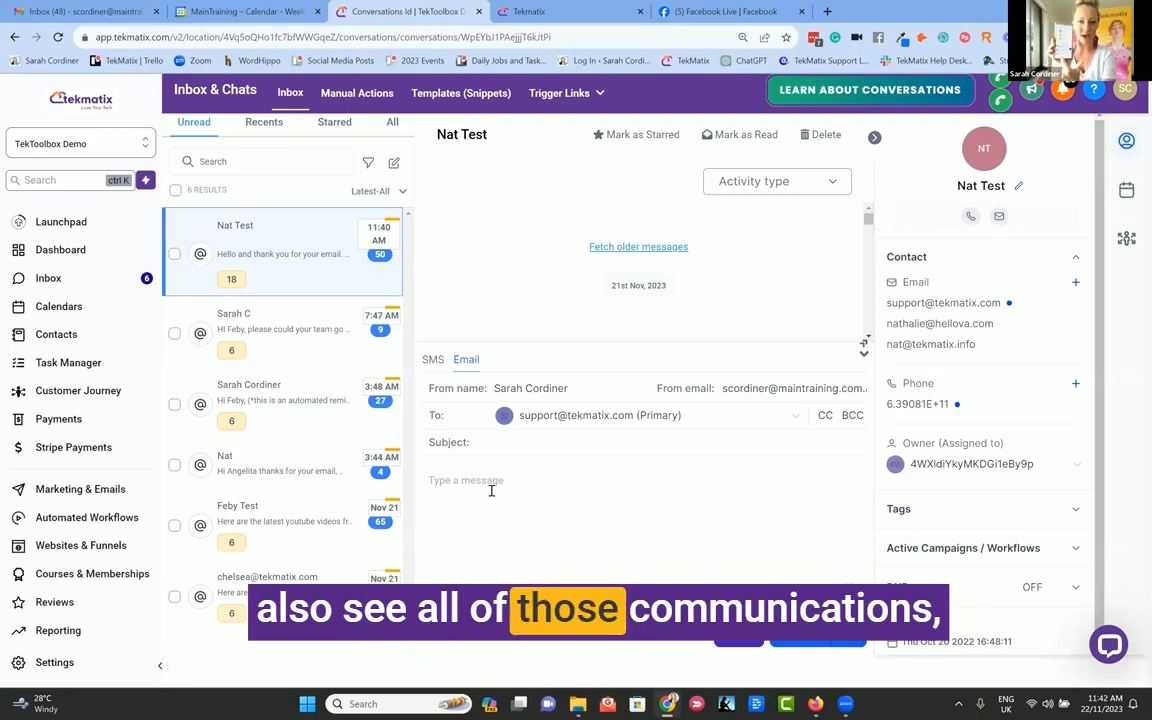 Inbox (48) - scordiner@maintrai
MainTraining – Calendar - Week
Conversations Id | TekToolbox D
Tekmatix
(5) Facebook Live | Facebook
app.tekmatix.com/v2/location/4Vq5oQHo1fc7bfWWGqeZ/conversations/conversations/WpEYbJ1PAejjjT6kJtPi
Sarah Cordiner
TekMatix | Trello
Zoom
WordHippo
Social Media Posts
2023 Events
Daily Jobs and Task...
Log In ‹ Sarah Cordi...
TekMatix
ChatGPT
TekMatix Support L...
TekMatix Help Desk...
Sarah Cordiner
tekmatix
Love Your Tech
Inbox & Chats
Inbox
Manual Actions
Templates (Snippets)
Trigger Links
LEARN ABOUT CONVERSATIONS
SC
TekToolbox Demo
Search
ctrl K
Launchpad
Dashboard
Inbox
6
Calendars
Contacts
Task Manager
Customer Journey
Payments
Stripe Payments
Marketing & Emails
Automated Workflows
Websites & Funnels
Courses & Memberships
Reviews
Reporting
Settings
Unread
Recents
Starred
All
Search
6 RESULTS
Latest-All
Nat Test
11:40 AM
Hello and thank you for your email. ..
50
18
Sarah C
7:47 AM
HI Feby, please could your team go ..
9
6
Sarah Cordiner
3:48 AM
Hi Feby, (*this is an automated remi..
27
6
Nat
3:44 AM
Hi Angelita thanks for your email, ..
4
Feby Test
Nov 21
Here are the latest youtube videos fr..
65
6
chelsea@tekmatix.com
Nov 21
Here are
6
Nat Test
Mark as Starred
Mark as Read
Delete
Activity type
Fetch older messages
21st Nov, 2023
SMS
Email
From name:
Sarah Cordiner
From email:
scordiner@maintraining.com.
To:
support@tekmatix.com (Primary)
CC
BCC
Subject:
Type a message
NT
Nat Test
Contact
Email
support@tekmatix.com
nathalie@hellova.com
nat@tekmatix.info
Phone
6.39081E+11
Owner (Assigned to)
4W
4WXldiYkyMKDGi1eBy9p
Tags
Active Campaigns / Workflows
OFF
Thu Oct 20 2022 16:48:11
also see all of those communications,
28°C
Windy
Search
ENG
UK
11:42 AM
22/11/2023